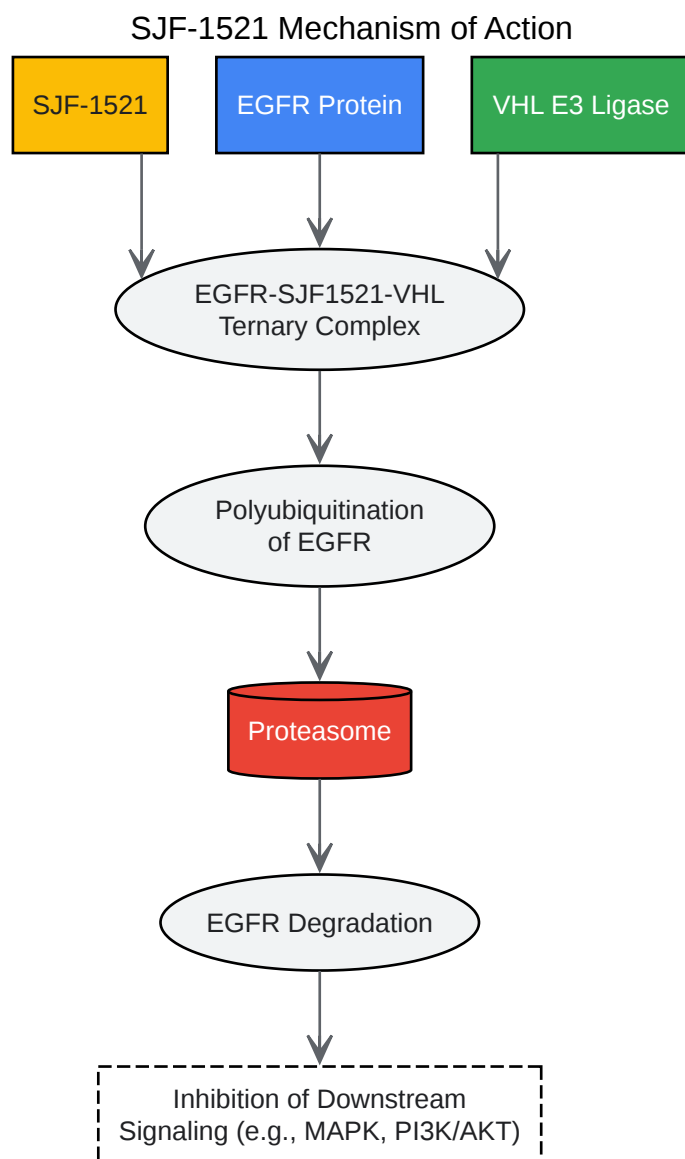 SJF-1521 Mechanism of Action
SJF-1521
EGFR Protein
VHL E3 Ligase
EGFR-SJF1521-VHL
Ternary Complex
Polyubiquitination
of EGFR
Proteasome
EGFR Degradation
Inhibition of Downstream
Signaling (e.g., MAPK, PI3K/AKT)